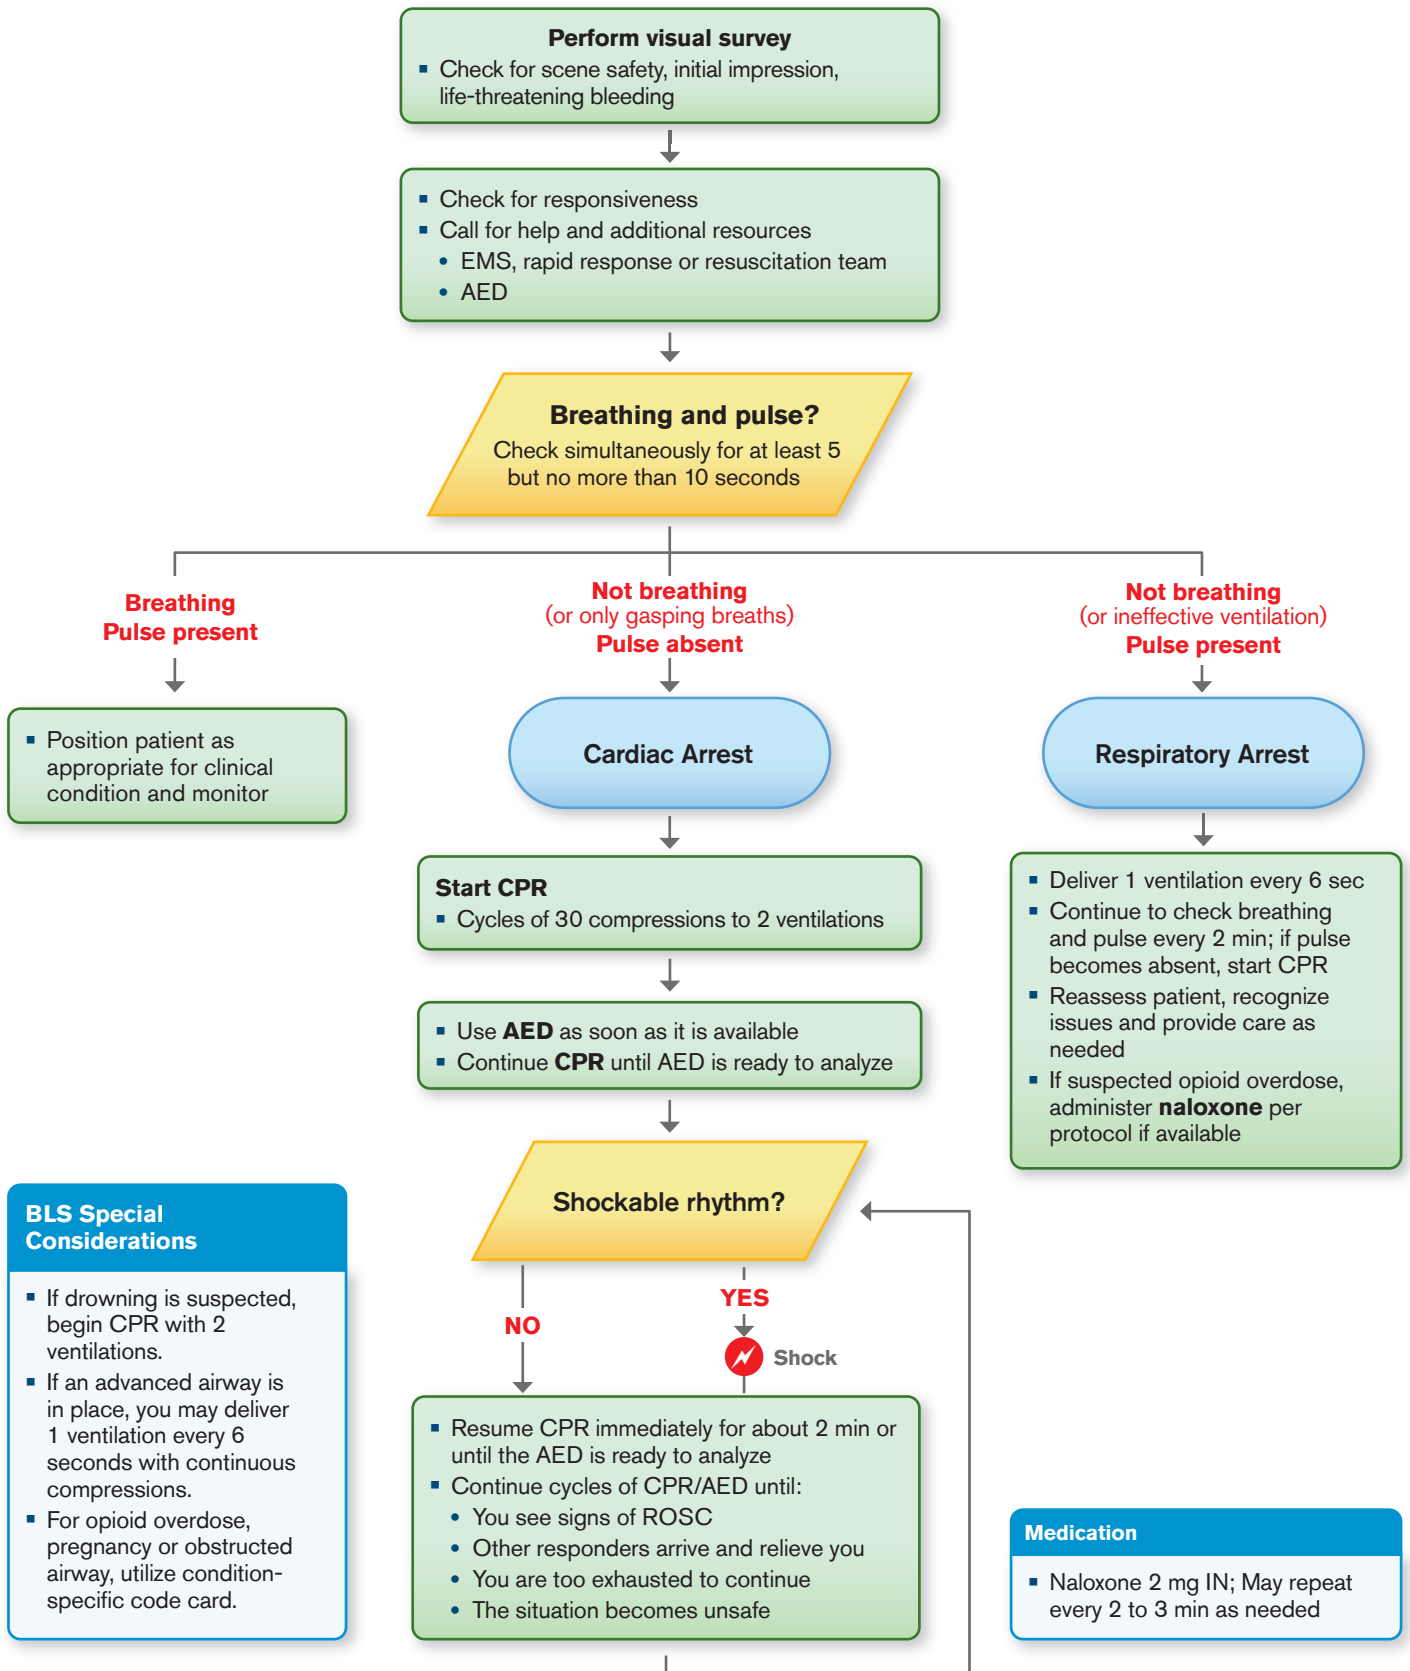 Perform visual survey
▪ Check for scene safety, initial impression,
life-threatening bleeding
▪ Check for responsiveness
▪ Call for help and additional resources
• EMS, rapid response or resuscitation team
• AED
Breathing and pulse?
Check simultaneously for at least 5
but no more than 10 seconds
Breathing
Pulse present
▪ Position patient as
appropriate for clinical
condition and monitor
Not breathing
(or only gasping breaths)
Pulse absent
Cardiac Arrest
Start CPR
▪ Cycles of 30 compressions to 2 ventilations
▪ Use AED as soon as it is available
▪ Continue CPR until AED is ready to analyze
Shockable rhythm?
NO
YES
Shock
▪ Resume CPR immediately for about 2 min or
until the AED is ready to analyze
▪ Continue cycles of CPR/AED until:
• You see signs of ROSC
• Other responders arrive and relieve you
• You are too exhausted to continue
• The situation becomes unsafe
Not breathing
(or ineffective ventilation)
Pulse present
Respiratory Arrest
▪ Deliver 1 ventilation every 6 sec
▪ Continue to check breathing
and pulse every 2 min; if pulse
becomes absent, start CPR
▪ Reassess patient, recognize
issues and provide care as
needed
▪ If suspected opioid overdose,
administer naloxone per
protocol if available
BLS Special
Considerations
▪ If drowning is suspected,
begin CPR with 2
ventilations.
▪ If an advanced airway is
in place, you may deliver
1 ventilation every 6
seconds with continuous
compressions.
▪ For opioid overdose,
pregnancy or obstructed
airway, utilize condition-
specific code card.
Medication
▪ Naloxone 2 mg IN; May repeat
every 2 to 3 min as needed